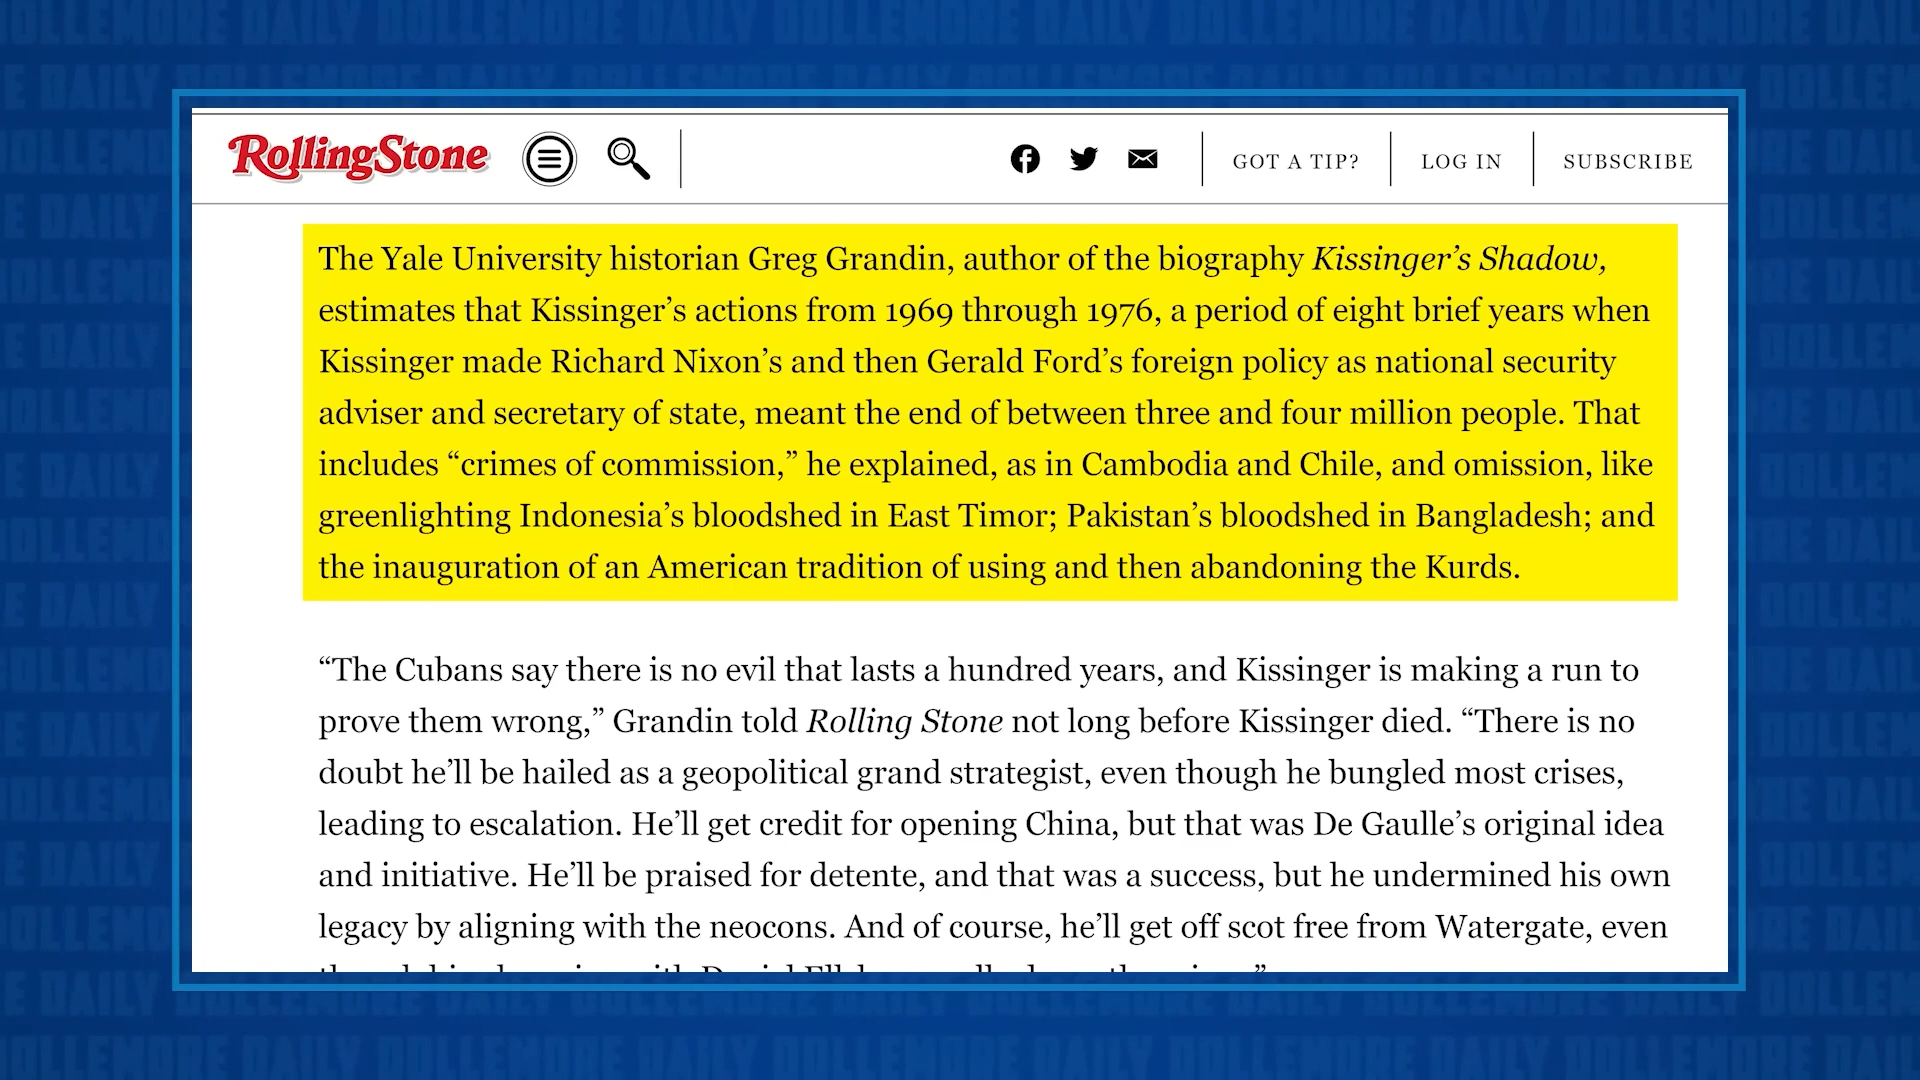 RollingStone
GOT A TIP?
LOG IN
SUBSCRIBE
The Yale University historian Greg Grandin, author of the biography Kissinger’s Shadow,
estimates that Kissinger’s actions from 1969 through 1976, a period of eight brief years when
Kissinger made Richard Nixon’s and then Gerald Ford’s foreign policy as national security
adviser and secretary of state, meant the end of between three and four million people. That
includes “crimes of commission,” he explained, as in Cambodia and Chile, and omission, like
greenlighting Indonesia’s bloodshed in East Timor; Pakistan’s bloodshed in Bangladesh; and
the inauguration of an American tradition of using and then abandoning the Kurds.
“The Cubans say there is no evil that lasts a hundred years, and Kissinger is making a run to
prove them wrong,” Grandin told Rolling Stone not long before Kissinger died. “There is no
doubt he’ll be hailed as a geopolitical grand strategist, even though he bungled most crises,
leading to escalation. He’ll get credit for opening China, but that was De Gaulle’s original idea
and initiative. He’ll be praised for detente, and that was a success, but he undermined his own
legacy by aligning with the neocons. And of course, he’ll get off scot free from Watergate, even